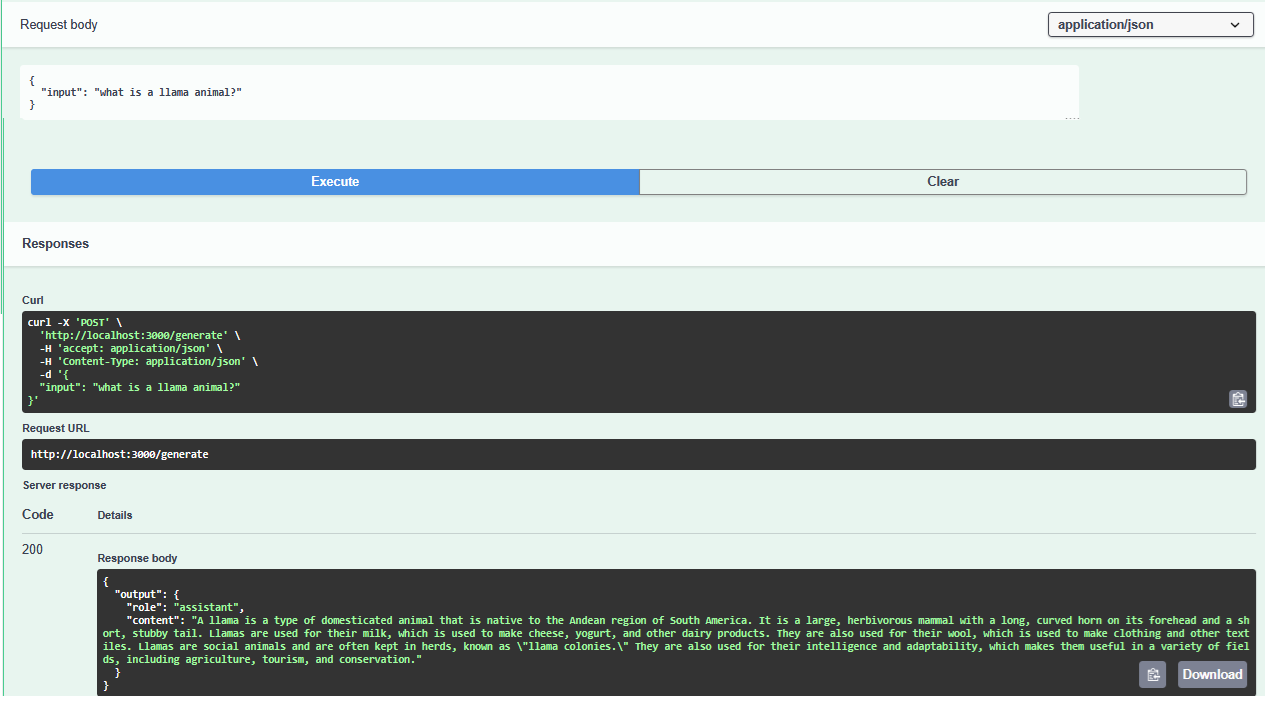 Request body
application/json
{
  "input": "what is a llama animal?"
}
Execute
Clear
Responses
Curl
curl -X 'POST' \
  'http://localhost:3000/generate' \
  -H 'accept: application/json' \
  -H 'Content-Type: application/json' \
  -d '{
  "input": "what is a llama animal?"
}'
Request URL
http://localhost:3000/generate
Server response
Code
Details
200
Response body
{
  "output": {
    "role": "assistant",
    "content": "A llama is a type of domesticated animal that is native to the Andean region of South America. It is a large, herbivorous mammal with a long, curved horn on its forehead and a sh
ort, stubby tail. Llamas are used for their milk, which is used to make cheese, yogurt, and other dairy products. They are also used for their wool, which is used to make clothing and other text
iles. Llamas are social animals and are often kept in herds, known as \"llama colonies.\" They are also used for their intelligence and adaptability, which makes them useful in a variety of fiel
ds, including agriculture, tourism, and conservation."
  }
}
Download